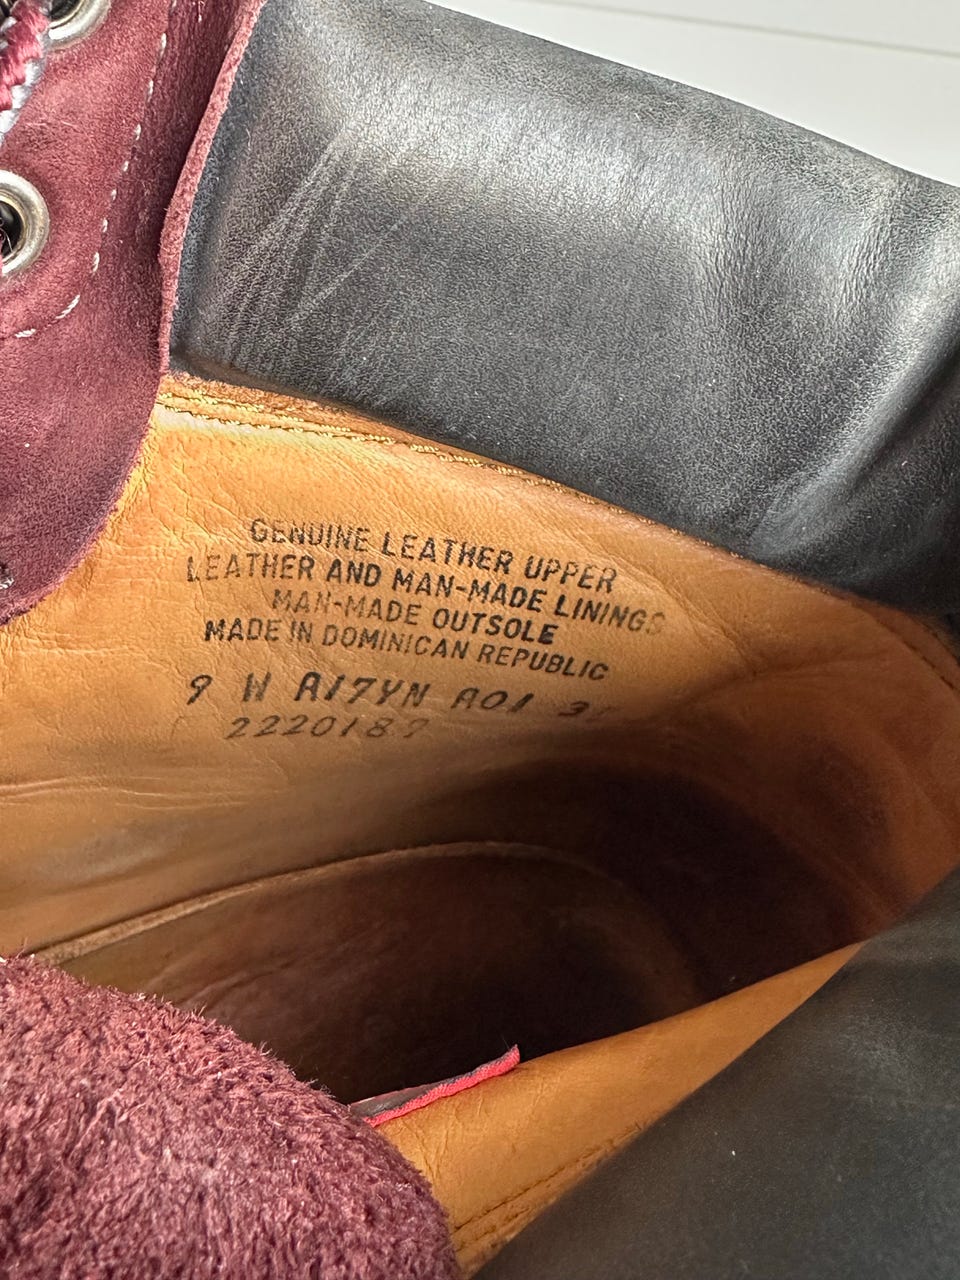 GENUINE LEATHER UPPER
LEATHER AND MAN-MADE LININGS
MAN-MADE OUTSOLE
MADE IN DOMINICAN REPUBLIC
9 W A17YN A01